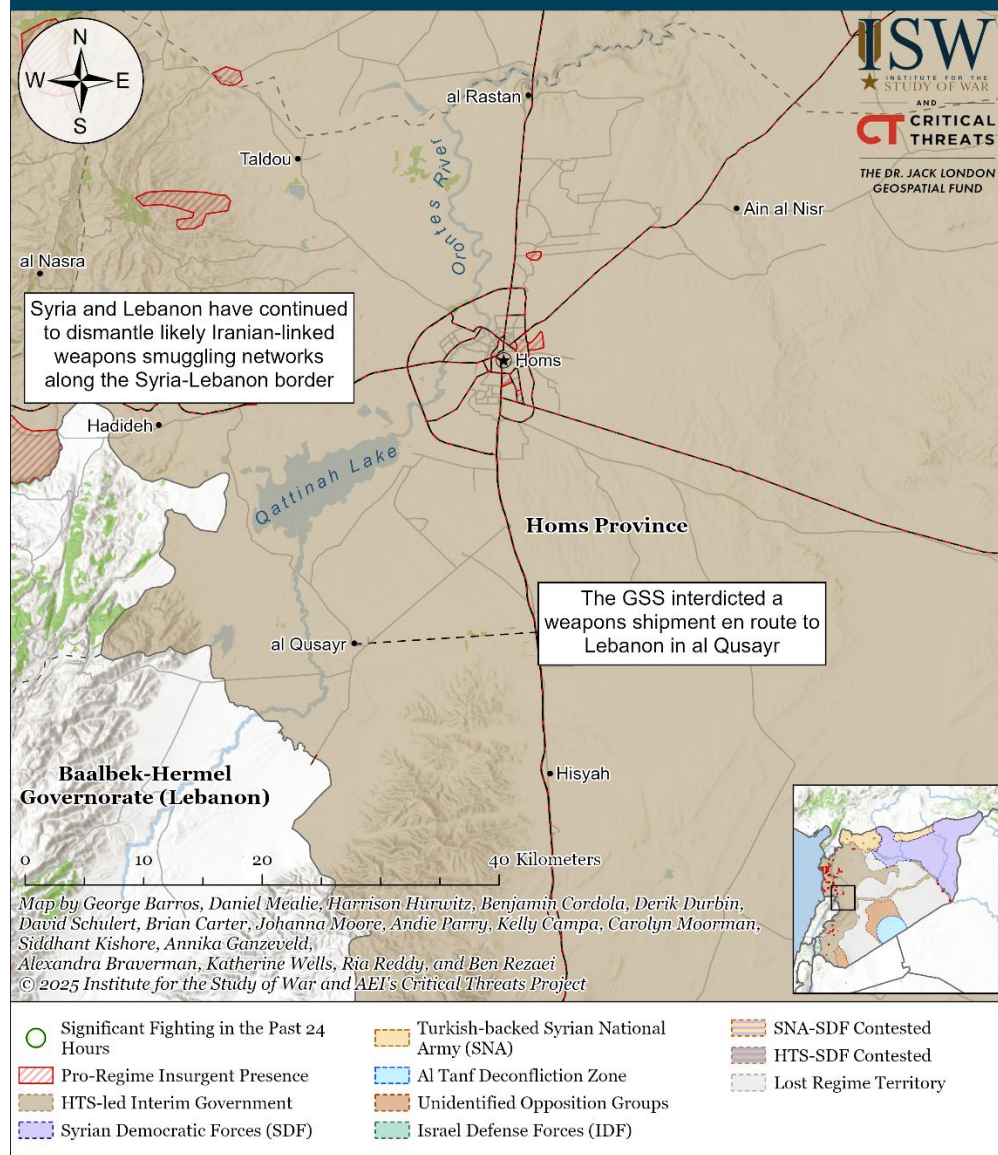 N
W E
S
ISW
INSTITUTE FOR THE
STUDY OF WAR
AND
CT CRITICAL
THREATS
THE DR. JACK LONDON
GEOSPATIAL FUND
al Rastan
Taldou
Orontes River
Ain al Nisr
al Nasra
Syria and Lebanon have continued
to dismantle likely Iranian-linked
weapons smuggling networks
along the Syria-Lebanon border
Homs
Hadideh
Qattinah Lake
Homs Province
The GSS interdicted a
weapons shipment en route to
Lebanon in al Qusayr
al Qusayr
Baalbek-Hermel
Governorate (Lebanon)
Hisyah
0 10 20 40 Kilometers
Map by George Barros, Daniel Mealie, Harrison Hurwitz, Benjamin Cordola, Derik Durbin,
David Schulert, Brian Carter, Johanna Moore, Andie Parry, Kelly Campa, Carolyn Moorman,
Siddhant Kishore, Annika Ganzeveld,
Alexandra Braverman, Katherine Wells, Ria Reddy, and Ben Rezaei
© 2025 Institute for the Study of War and AEI's Critical Threats Project
Significant Fighting in the Past 24
Hours
Pro-Regime Insurgent Presence
HTS-led Interim Government
Syrian Democratic Forces (SDF)
Turkish-backed Syrian National
Army (SNA)
Al Tanf Deconfliction Zone
Unidentified Opposition Groups
Israel Defense Forces (IDF)
SNA-SDF Contested
HTS-SDF Contested
Lost Regime Territory